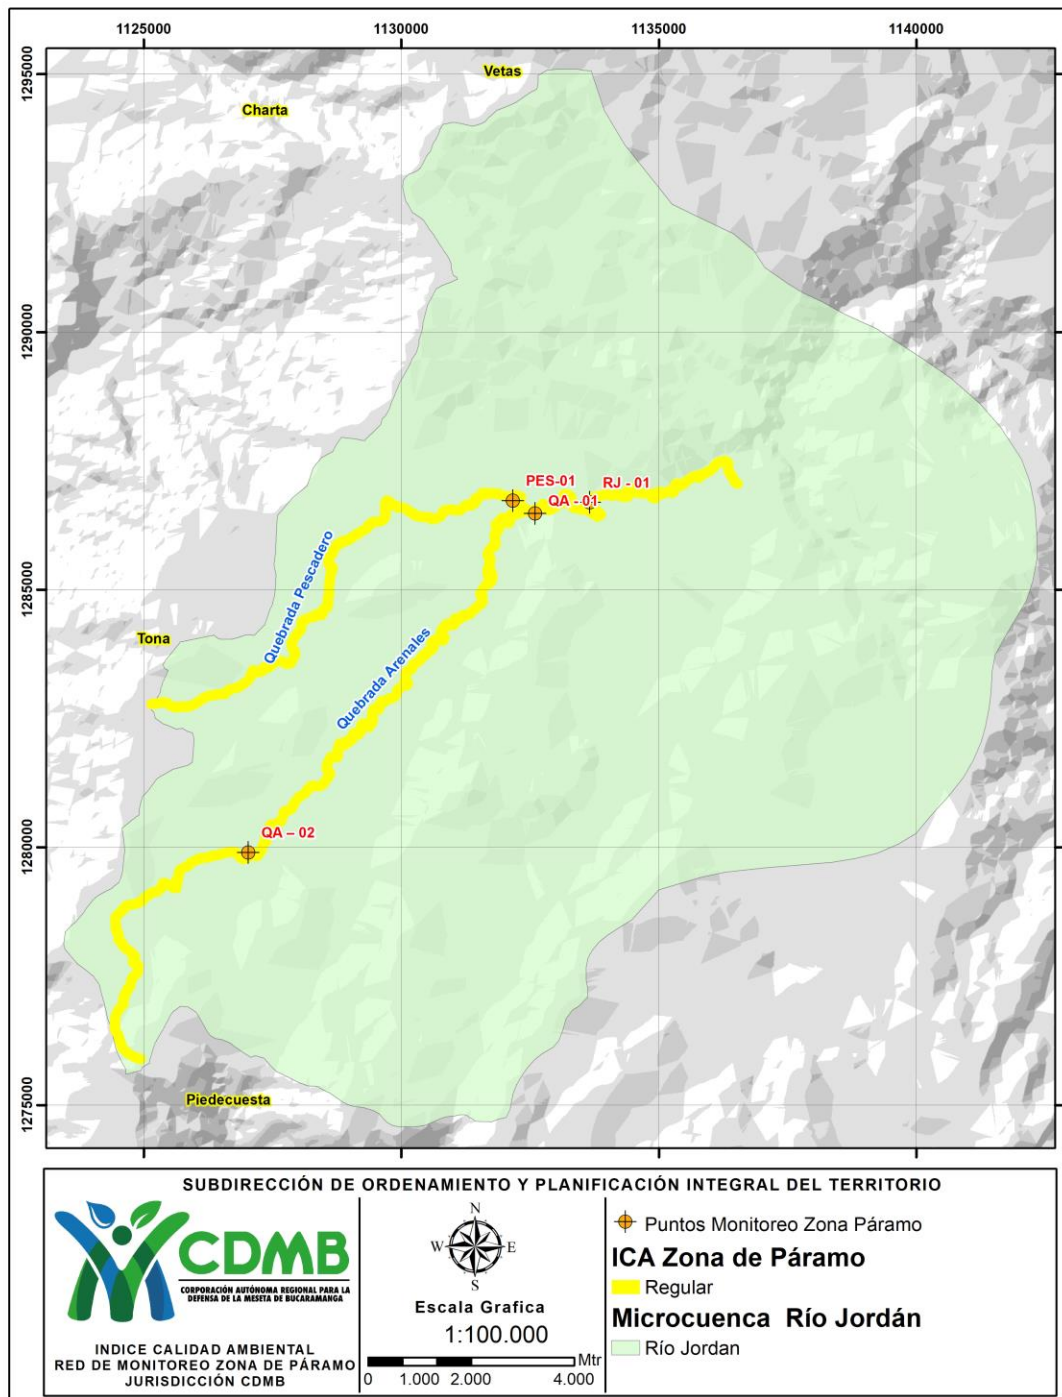 1125000 1130000 1135000 1140000
1295000
1290000
1285000
1280000
1275000
Vetas
Charta
PES-01
RJ - 01
QA - 01
Quebrada Pescadero
Quebrada Arenales
Tona
QA – 02
Piedecuesta
SUBDIRECCIÓN DE ORDENAMIENTO Y PLANIFICACIÓN INTEGRAL DEL TERRITORIO
CDMB
CORPORACIÓN AUTÓNOMA REGIONAL PARA LA
DEFENSA DE LA MESETA DE BUCARAMANGA
INDICE CALIDAD AMBIENTAL
RED DE MONITOREO ZONA DE PÁRAMO
JURISDICCIÓN CDMB
N
W E
S
Escala Grafica
1:100.000
Mtr
0 1.000 2.000 4.000
Puntos Monitoreo Zona Páramo
ICA Zona de Páramo
Regular
Microcuenca Río Jordán
Río Jordan